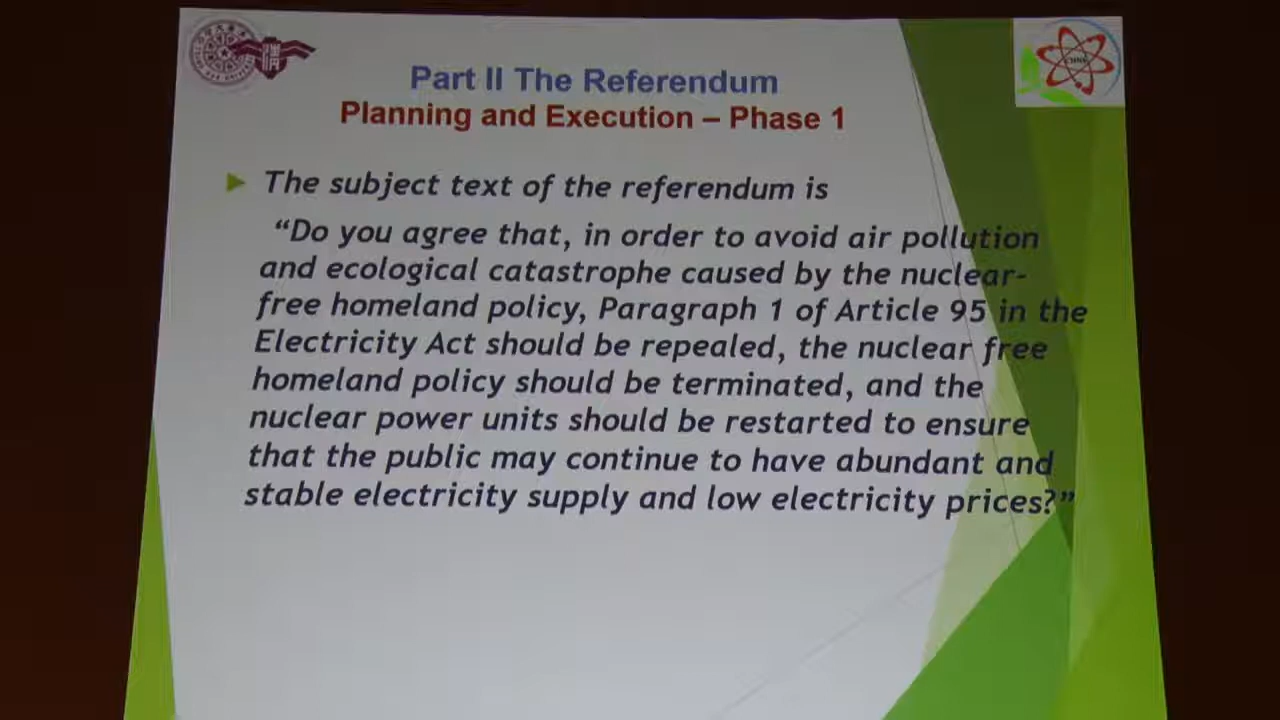 Part II The Referendum
Planning and Execution – Phase 1
The subject text of the referendum is
“Do you agree that, in order to avoid air pollution
and ecological catastrophe caused by the nuclear-
free homeland policy, Paragraph 1 of Article 95 in the
Electricity Act should be repealed, the nuclear free
homeland policy should be terminated, and the
nuclear power units should be restarted to ensure
that the public may continue to have abundant and
stable electricity supply and low electricity prices?”